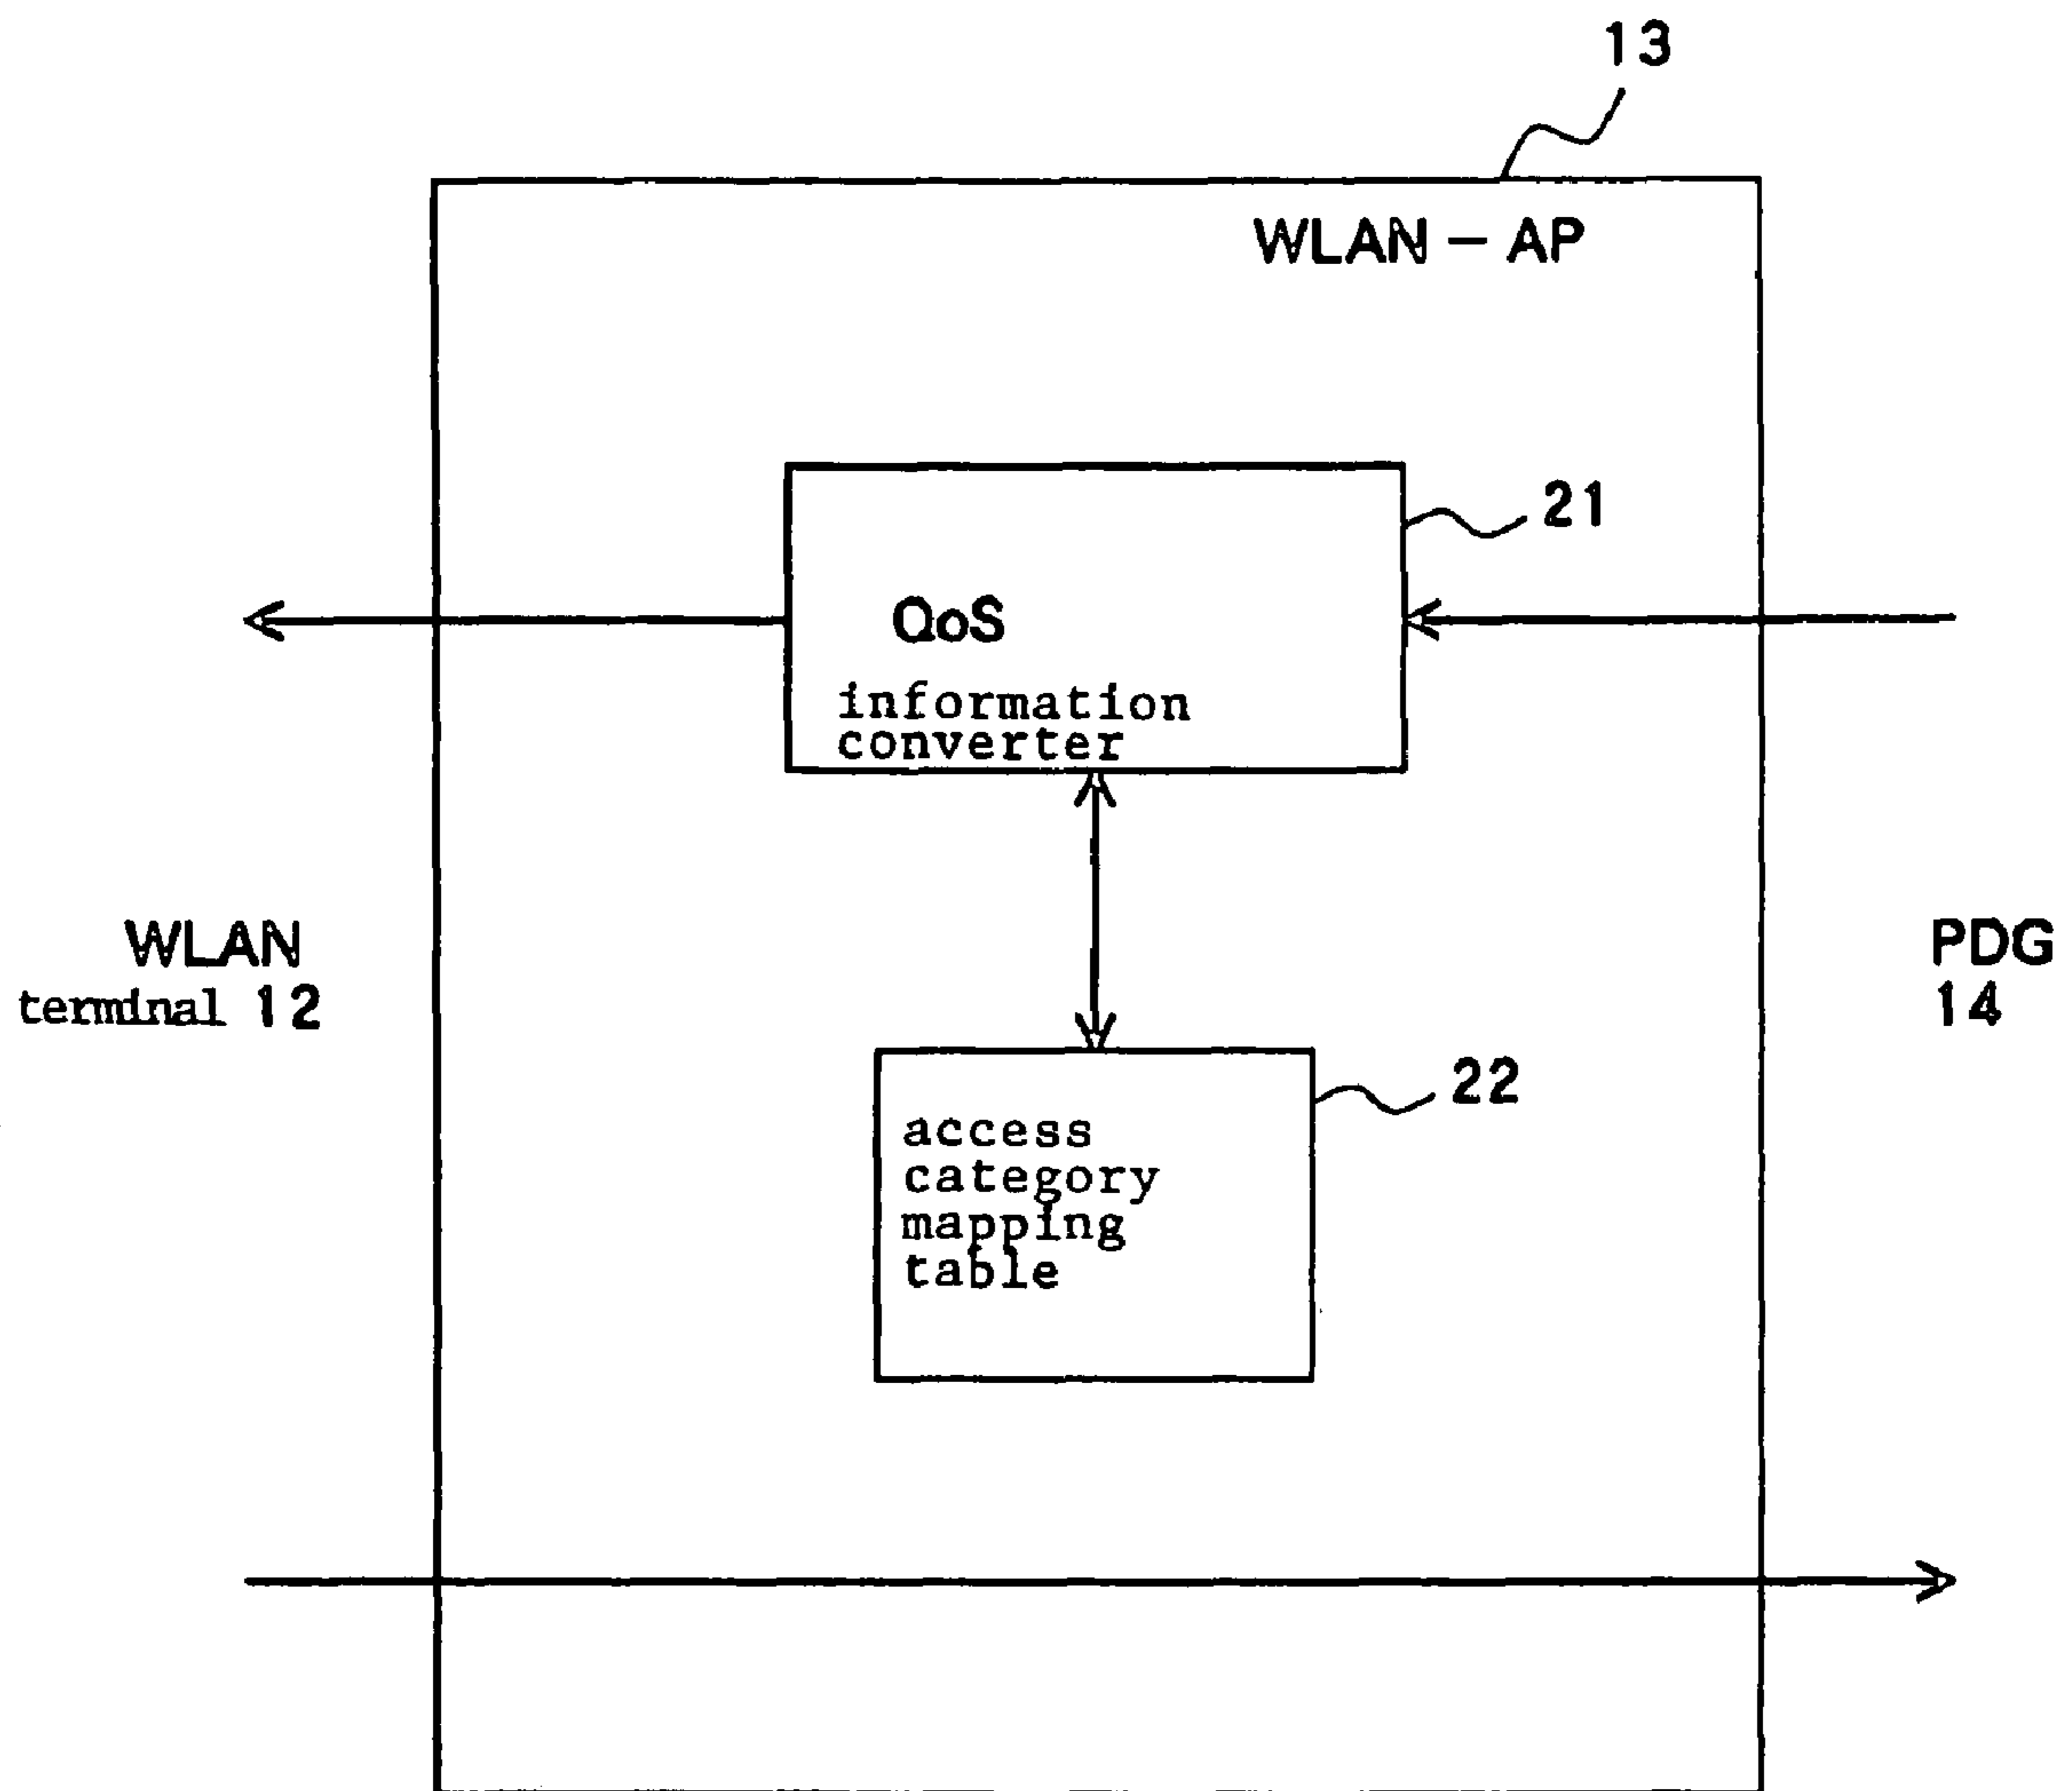 13
WLAN – AP
21
QoS
information
converter
WLAN
terminal 12
PDG
14
22
access
category
mapping
table